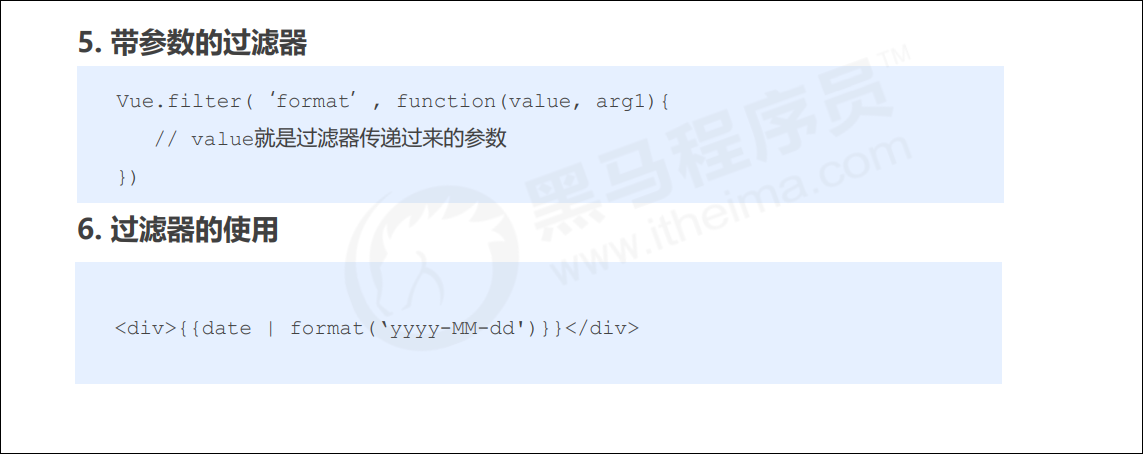 5. 带参数的过滤器
Vue.filter( ‘format’ , function(value, arg1){
// value就是过滤器传递过来的参数
})
6. 过滤器的使用
<div>{{date | format(‘yyyy-MM-dd')}}</div>
黑马程序员™
www.itheima.com